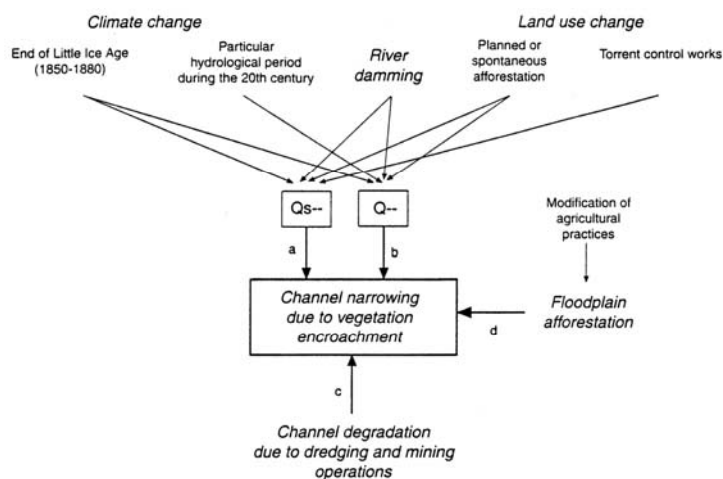 Climate change
Land use change
End of Little Ice Age
(1850-1880)
Particular
hydrological period
during the 20th century
River
damming
Planned or
spontaneous
afforestation
Torrent control works
Qs--
Q--
a
b
Modification of
agricultural
practices
Channel narrowing
due to vegetation
encroachment
d
Floodplain
afforestation
c
Channel degradation
due to dredging and mining
operations